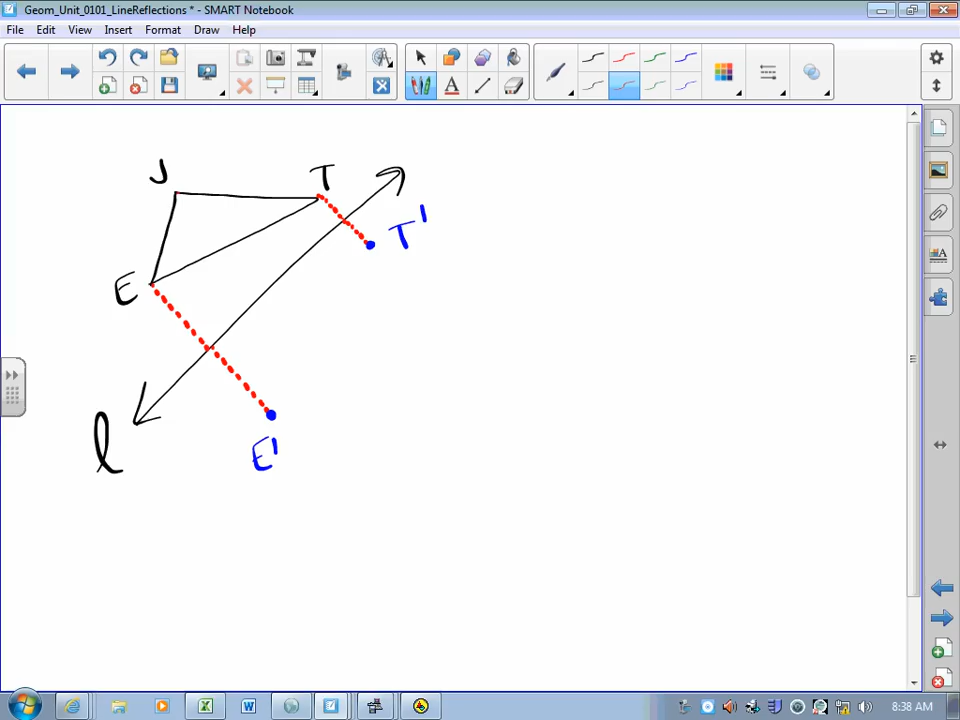 Geom_Unit_0101_LineReflections * - SMART Notebook
File Edit View Insert Format Draw Help
J T
T'
E
l
E'
8:38 AM